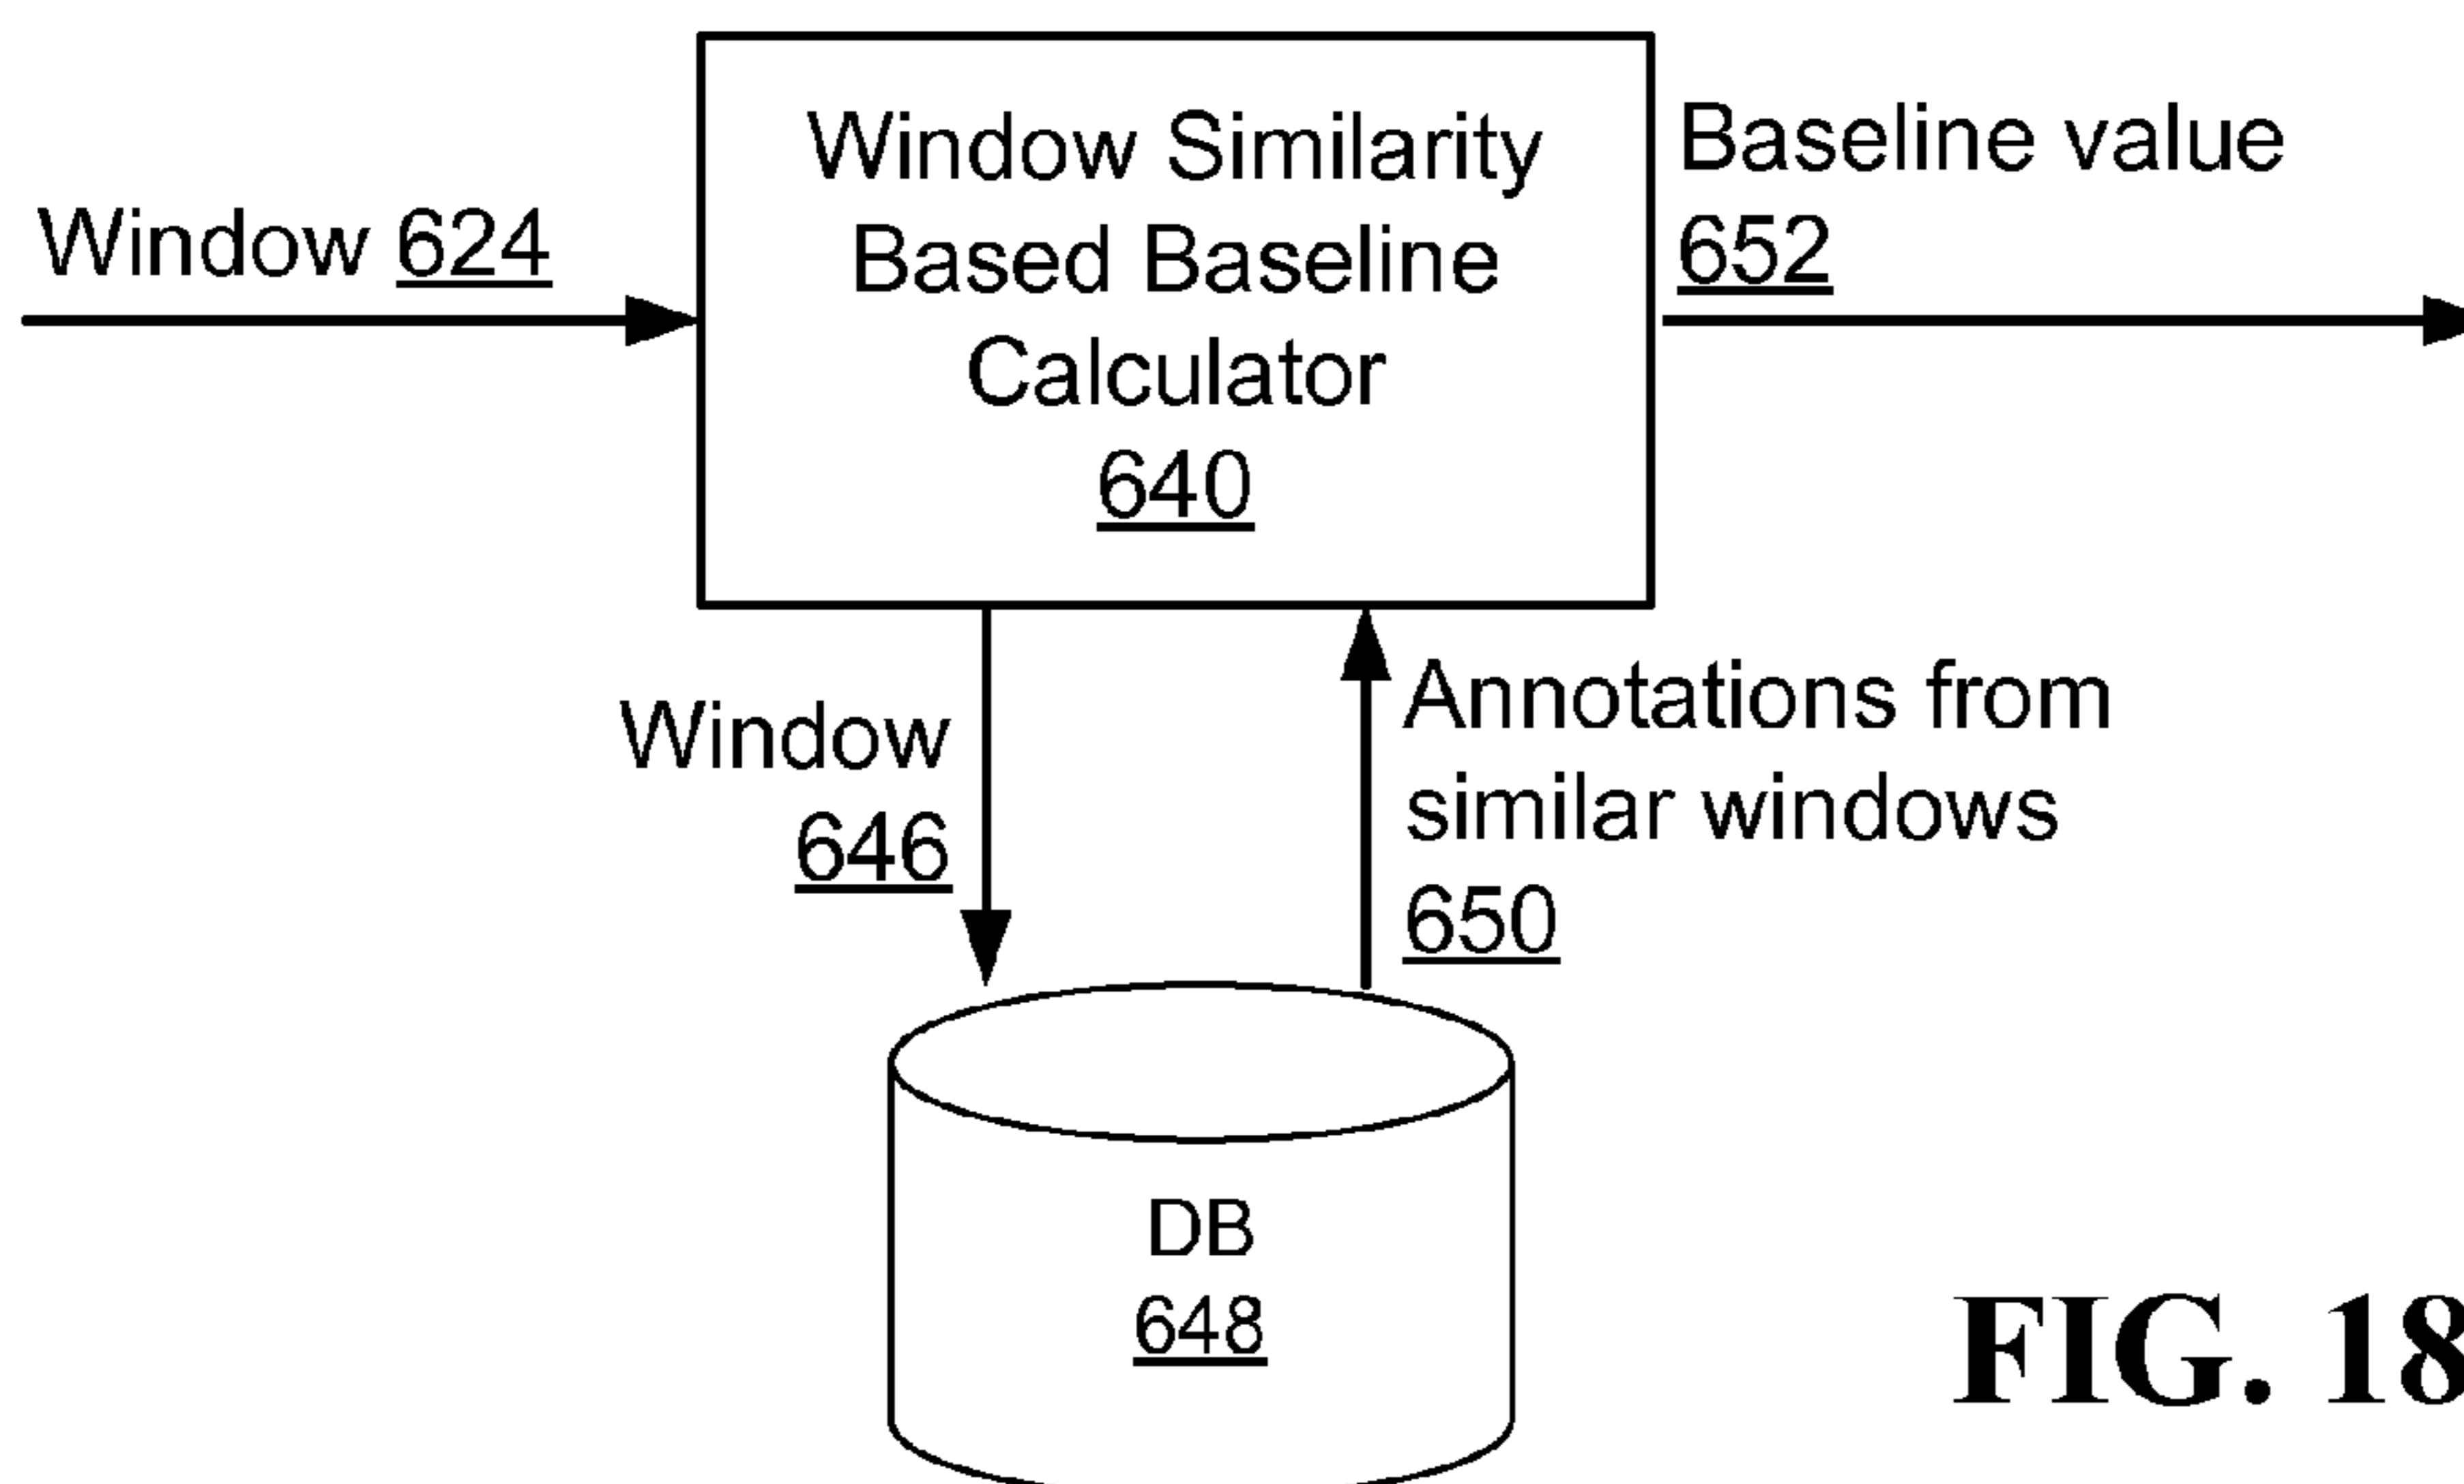 Window Similarity
Based Baseline
Calculator
640
Window 624
Baseline value
652
Window
646
Annotations from
similar windows
650
DB
648
FIG. 18